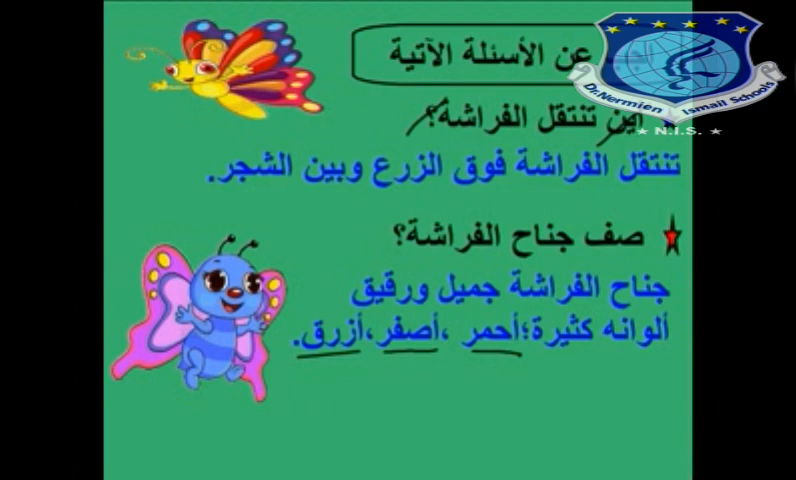 أجب عن الأسئلة الآتية
أين تنتقل الفراشة؟
تنتقل الفراشة فوق الزرع وبين الشجر.
صف جناح الفراشة؟
جناح الفراشة جميل ورقيق
ألوانه كثيرة؛أحمر ،أصفر،أزرق.
Dr.Nermien Ismail Schools
N.I.S.